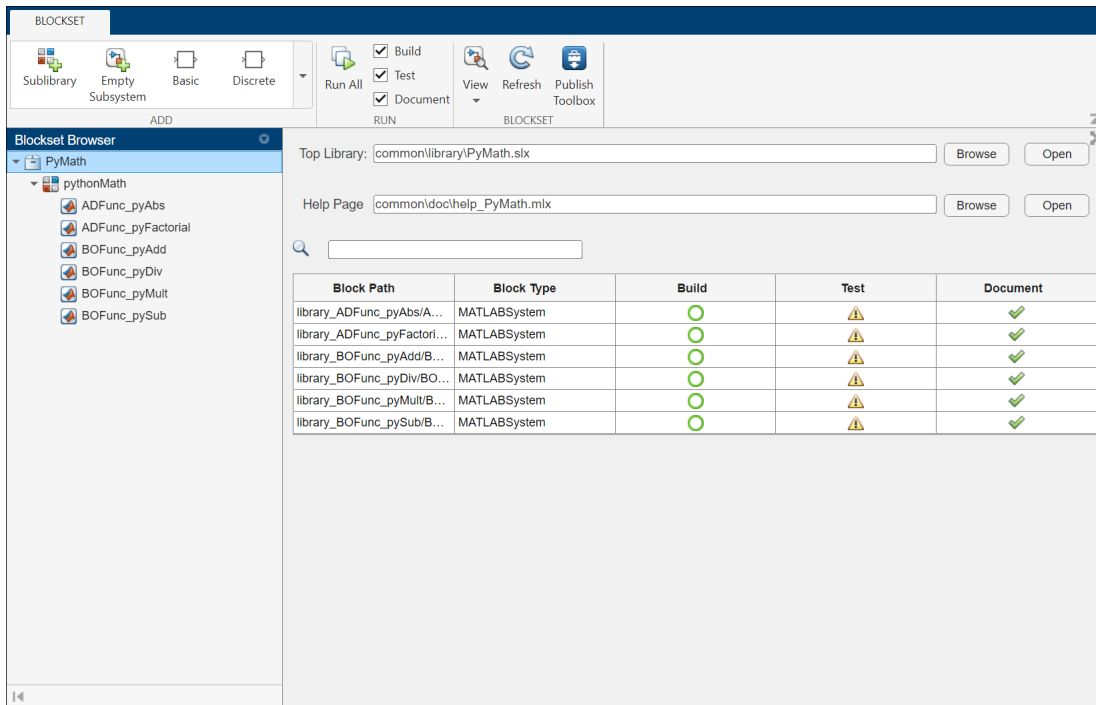 BLOCKSET
Sublibrary
Empty Subsystem
Basic
Discrete
ADD
Run All
Build
Test
Document
RUN
View
Refresh
Publish Toolbox
BLOCKSET
Blockset Browser
PyMath
pythonMath
ADFunc_pyAbs
ADFunc_pyFactorial
BOFunc_pyAdd
BOFunc_pyDiv
BOFunc_pyMult
BOFunc_pySub
Top Library: common\library\PyMath.slx Browse Open
Help Page common\doc\help_PyMath.mlx Browse Open
Block Path Block Type Build Test Document
library_ADFunc_pyAbs/A... MATLABSystem
library_ADFunc_pyFactori... MATLABSystem
library_BOFunc_pyAdd/B... MATLABSystem
library_BOFunc_pyDiv/BO... MATLABSystem
library_BOFunc_pyMult/B... MATLABSystem
library_BOFunc_pySub/B... MATLABSystem